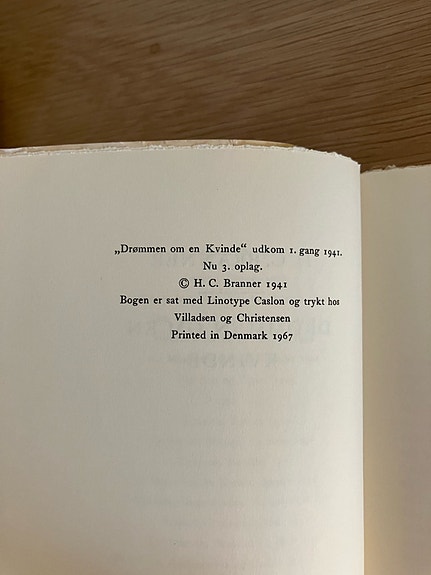 „Drømmen om en Kvinde“ udkom 1. gang 1941.
Nu 3. oplag.
© H. C. Branner 1941
Bogen er sat med Linotype Caslon og trykt hos
Villadsen og Christensen
Printed in Denmark 1967